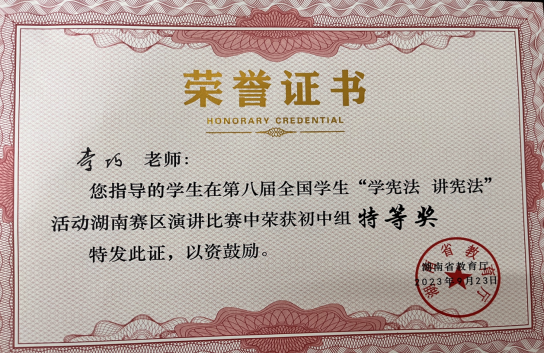 荣誉证书
HONORARY CREDENTIAL
李巧 老师：
您指导的学生在第八届全国学生“学宪法 讲宪法”
活动湖南赛区演讲比赛中荣获初中组特等奖
特发此证，以资鼓励。
湖南省教育厅